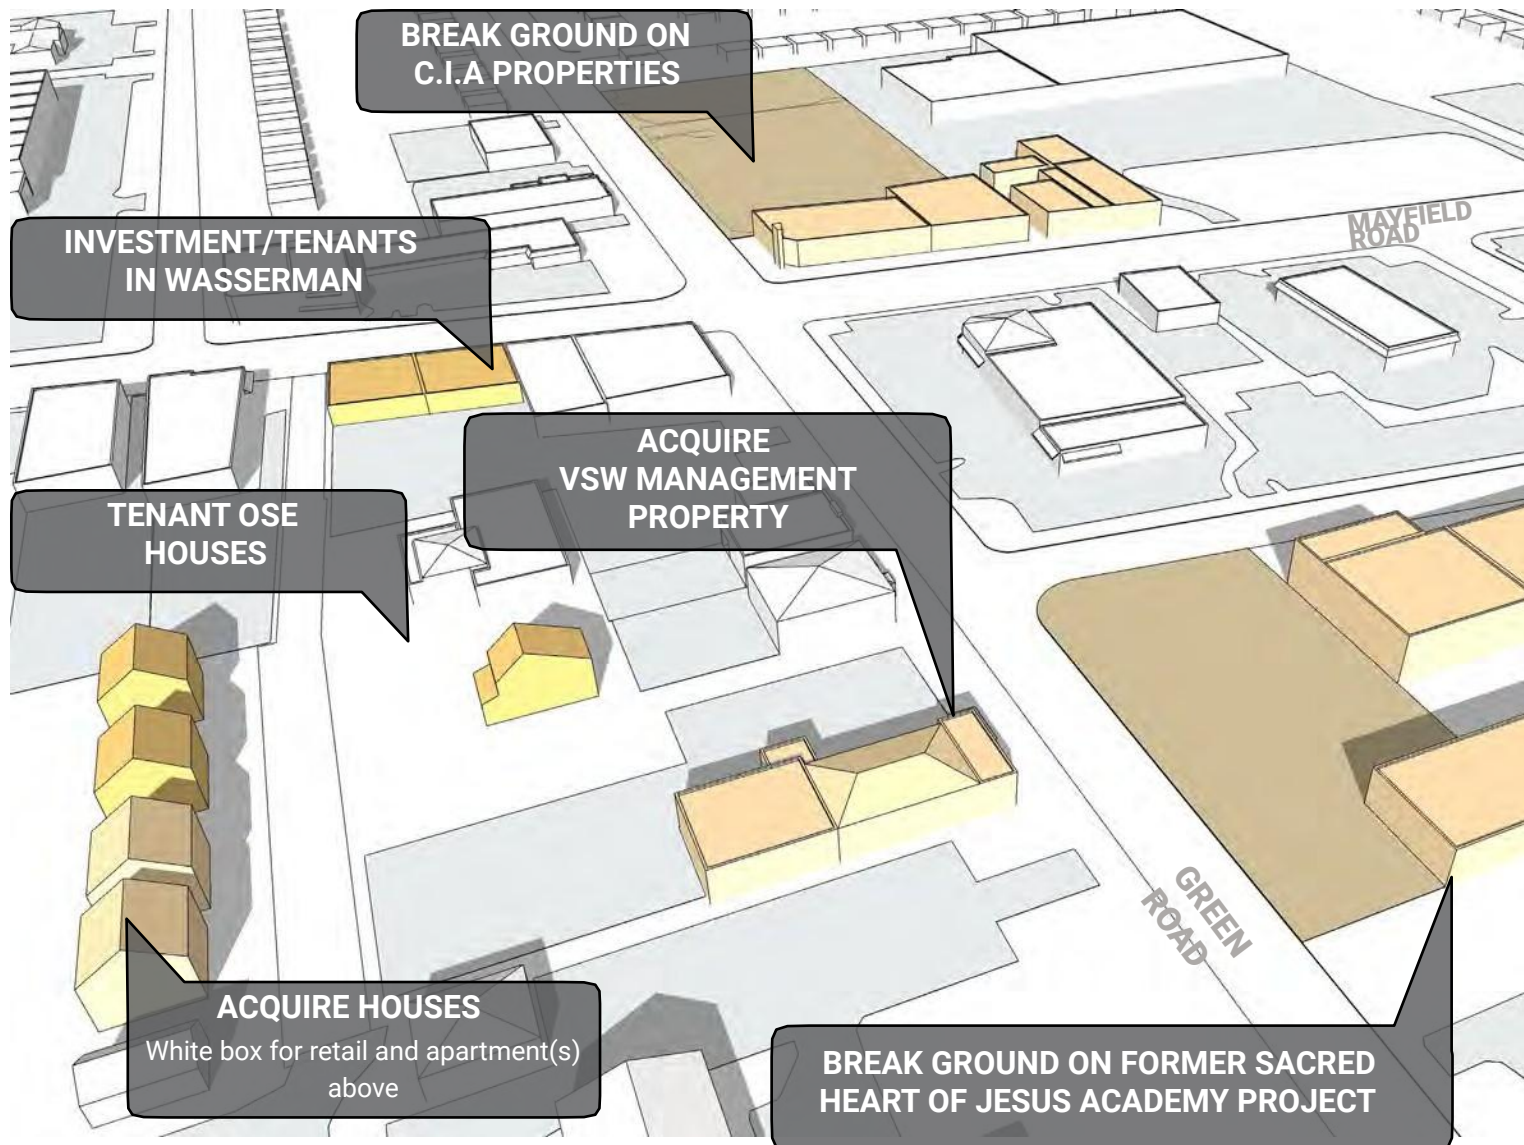 BREAK GROUND ON
C.I.A PROPERTIES
MAYFIELD
ROAD
INVESTMENT/TENANTS
IN WASSERMAN
ACQUIRE
VSW MANAGEMENT
PROPERTY
TENANT OSE
HOUSES
GREEN
ROAD
ACQUIRE HOUSES
White box for retail and apartment(s)
above
BREAK GROUND ON FORMER SACRED
HEART OF JESUS ACADEMY PROJECT